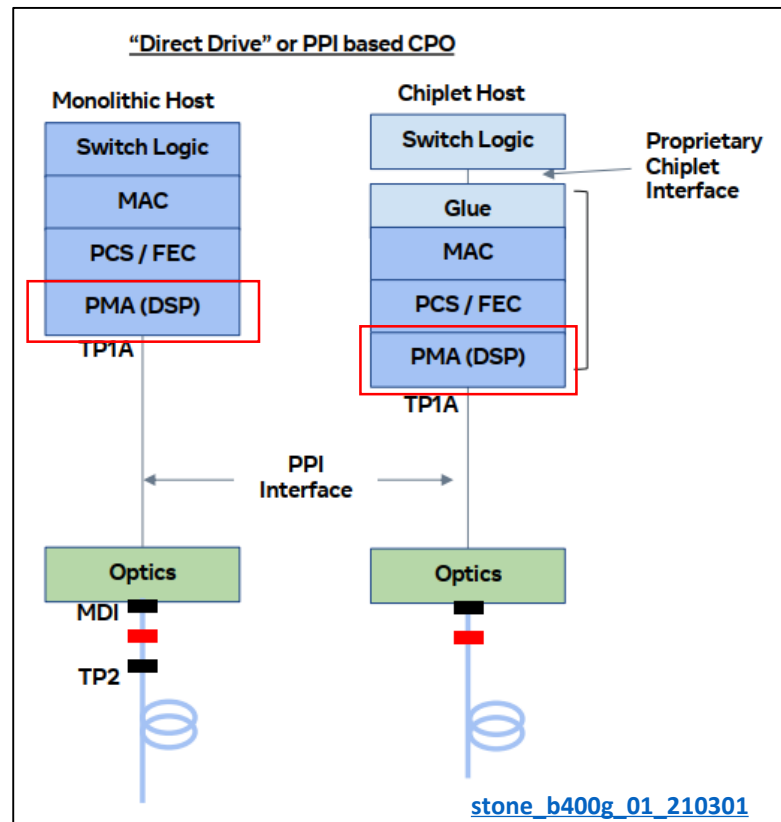 "Direct Drive" or PPI based CPO
Monolithic Host
Switch Logic
MAC
PCS / FEC
PMA (DSP)
TP1A
Chiplet Host
Switch Logic
Proprietary
Chiplet
Interface
Glue
MAC
PCS / FEC
PMA (DSP)
TP1A
PPI
Interface
Optics
MDI
TP2
Optics
stone_b400g_01_210301